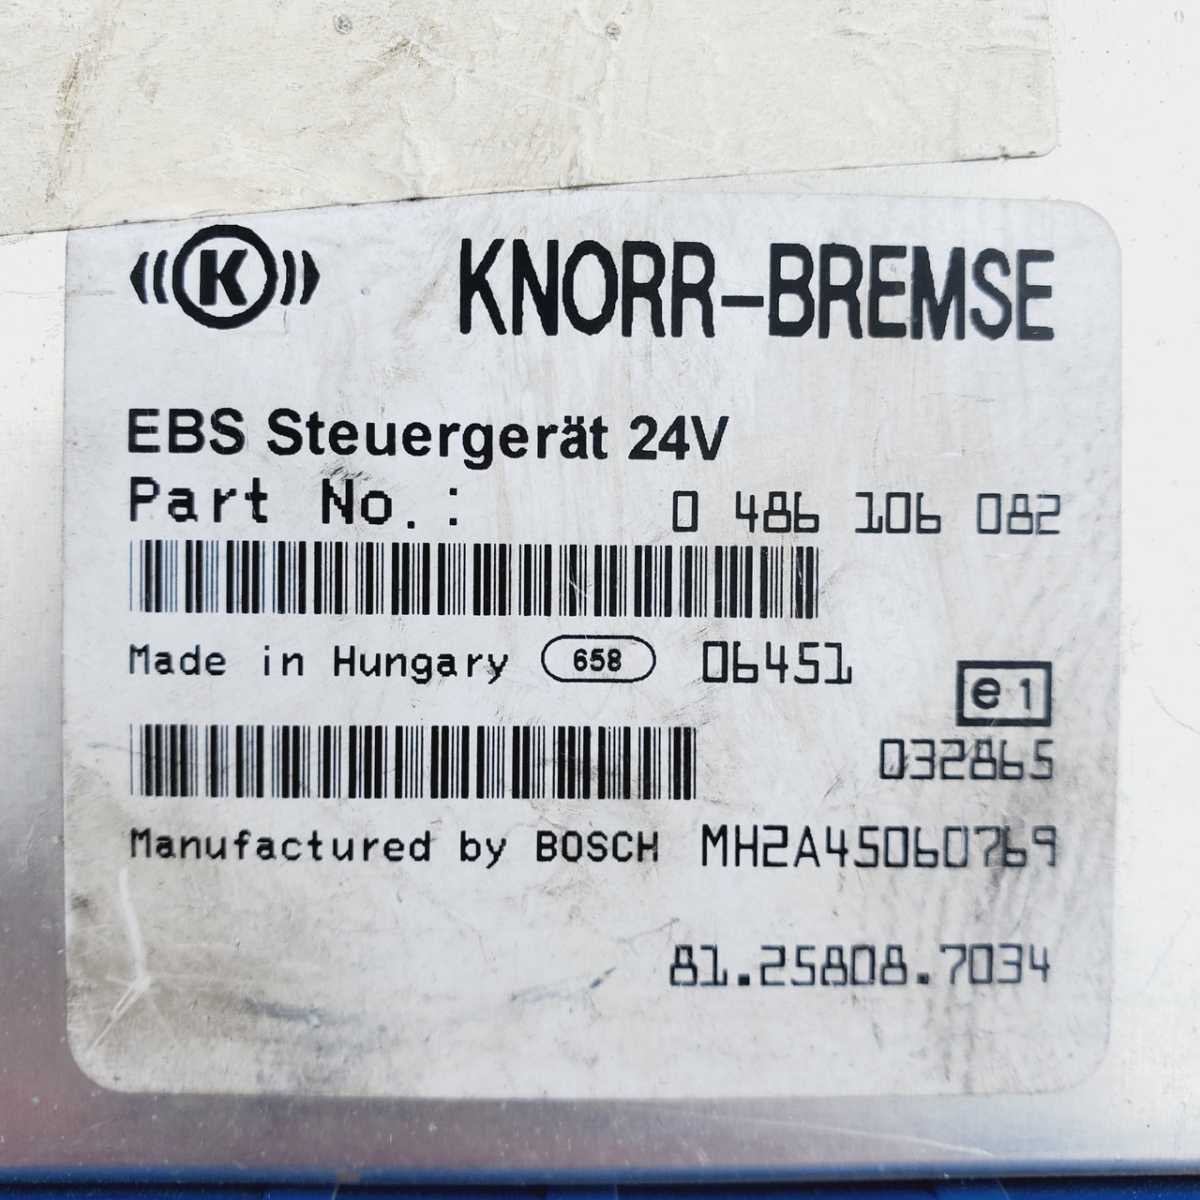 K KNORR-BREMSE
EBS Steuergerät 24V
Part No.: 0 486 106 082
Made in Hungary 658 06451
e1
032865
Manufactured by BOSCH MH2A45060769
81.25808.7034